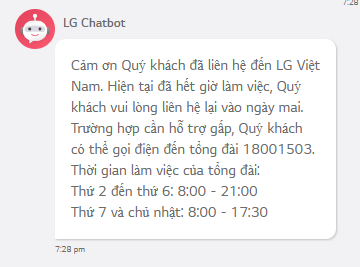 7:28
LG Chatbot
Cảm ơn Quý khách đã liên hệ đến LG Việt
Nam. Hiện tại đã hết giờ làm việc, Quý
khách vui lòng liên hệ lại vào ngày mai.
Trường hợp cần hỗ trợ gấp, Quý khách
có thể gọi điện đến tổng đài 18001503.
Thời gian làm việc của tổng đài:
Thứ 2 đến thứ 6: 8:00 - 21:00
Thứ 7 và chủ nhật: 8:00 - 17:30
7:28 pm